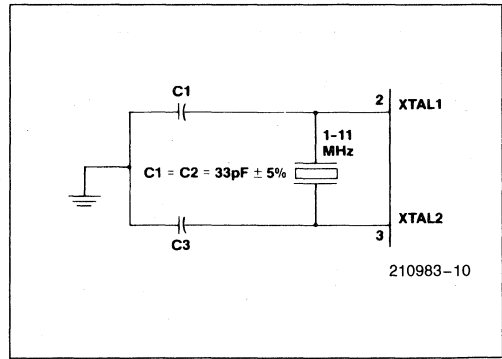 C1
2 XTAL1
1-11
MHz
C1 = C2 = 33pF ± 5%
XTAL2
3
C3
210983-10